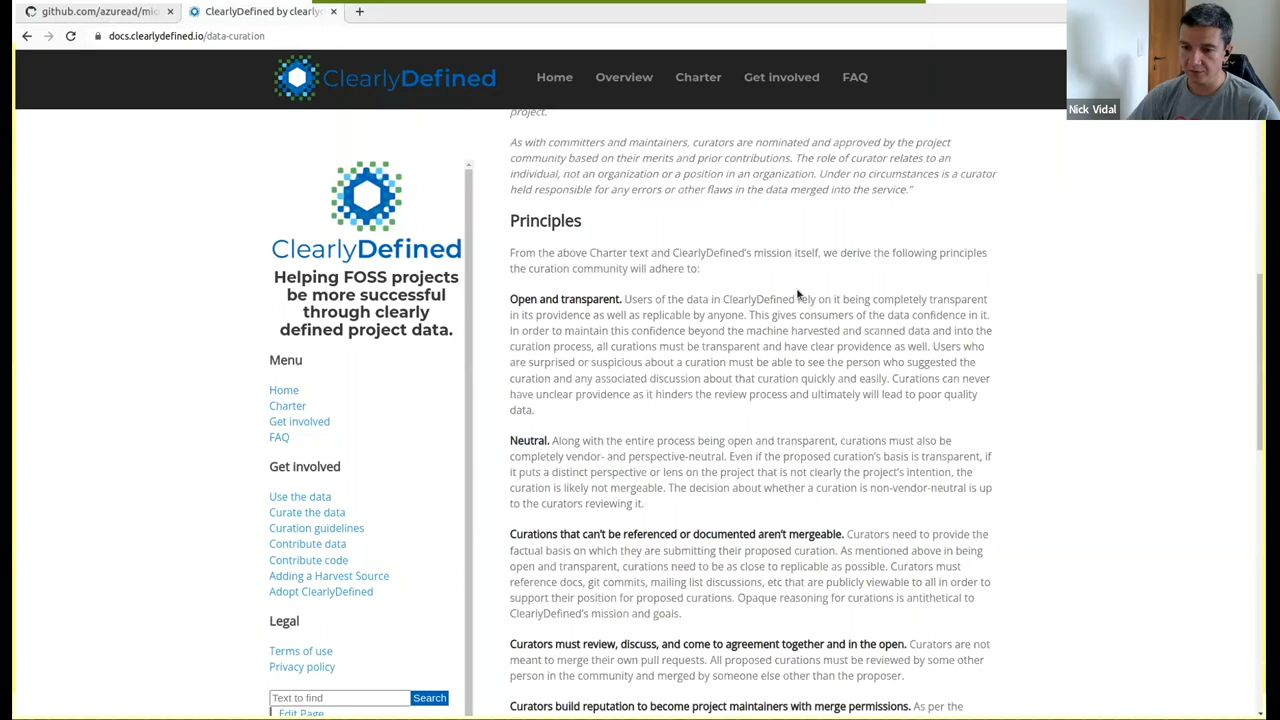 github.com/azuread/mic
ClearlyDefined by clearlyc
docs.clearlydefined.io/data-curation
ClearlyDefined
Home
Overview
Charter
Get involved
FAQ
Nick Vidal
ClearlyDefined
Helping FOSS projects
be more successful
through clearly
defined project data.
Menu
Home
Charter
Get involved
FAQ
Get involved
Use the data
Curate the data
Curation guidelines
Contribute data
Contribute code
Adding a Harvest Source
Adopt ClearlyDefined
Legal
Terms of use
Privacy policy
Text to find
Search
Edit Page
project.
As with committers and maintainers, curators are nominated and approved by the project
community based on their merits and prior contributions. The role of curator relates to an
individual, not an organization or a position in an organization. Under no circumstances is a curator
held responsible for any errors or other flaws in the data merged into the service.”
Principles
From the above Charter text and ClearlyDefined’s mission itself, we derive the following principles
the curation community will adhere to:
Open and transparent. Users of the data in ClearlyDefined rely on it being completely transparent
in its providence as well as replicable by anyone. This gives consumers of the data confidence in it.
In order to maintain this confidence beyond the machine harvested and scanned data and into the
curation process, all curations must be transparent and have clear providence as well. Users who
are surprised or suspicious about a curation must be able to see the person who suggested the
curation and any associated discussion about that curation quickly and easily. Curations can never
have unclear providence as it hinders the review process and ultimately will lead to poor quality
data.
Neutral. Along with the entire process being open and transparent, curations must also be
completely vendor- and perspective-neutral. Even if the proposed curation’s basis is transparent, if
it puts a distinct perspective or lens on the project that is not clearly the project’s intention, the
curation is likely not mergeable. The decision about whether a curation is non-vendor-neutral is up
to the curators reviewing it.
Curations that can’t be referenced or documented aren’t mergeable. Curators need to provide the
factual basis on which they are submitting their proposed curation. As mentioned above in being
open and transparent, curations need to be as close to replicable as possible. Curators must
reference docs, git commits, mailing list discussions, etc that are publicly viewable to all in order to
support their position for proposed curations. Opaque reasoning for curations is antithetical to
ClearlyDefined’s mission and goals.
Curators must review, discuss, and come to agreement together and in the open. Curators are not
meant to merge their own pull requests. All proposed curations must be reviewed by some other
person in the community and merged by someone else other than the proposer.
Curators build reputation to become project maintainers with merge permissions. As per the